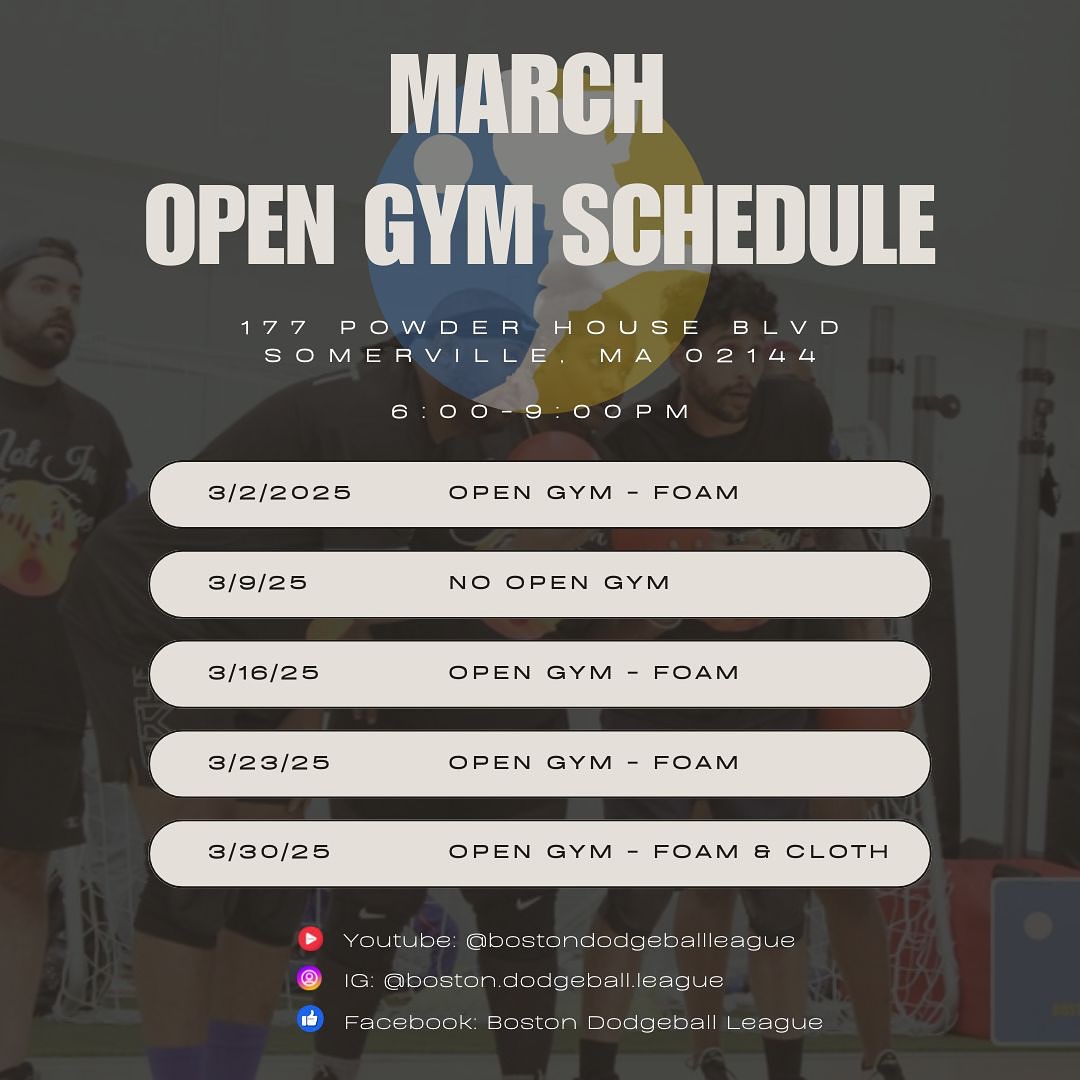 MARCH
OPEN GYM SCHEDULE
177 POWDER HOUSE BLVD
SOMERVILLE, MA 02144
6:00-9:00PM
3/2/2025 OPEN GYM - FOAM
3/9/25 NO OPEN GYM
3/16/25 OPEN GYM - FOAM
3/23/25 OPEN GYM - FOAM
3/30/25 OPEN GYM - FOAM & CLOTH
Youtube: @bostondodgeballleague
IG: @boston.dodgeball.league
Facebook: Boston Dodgeball League